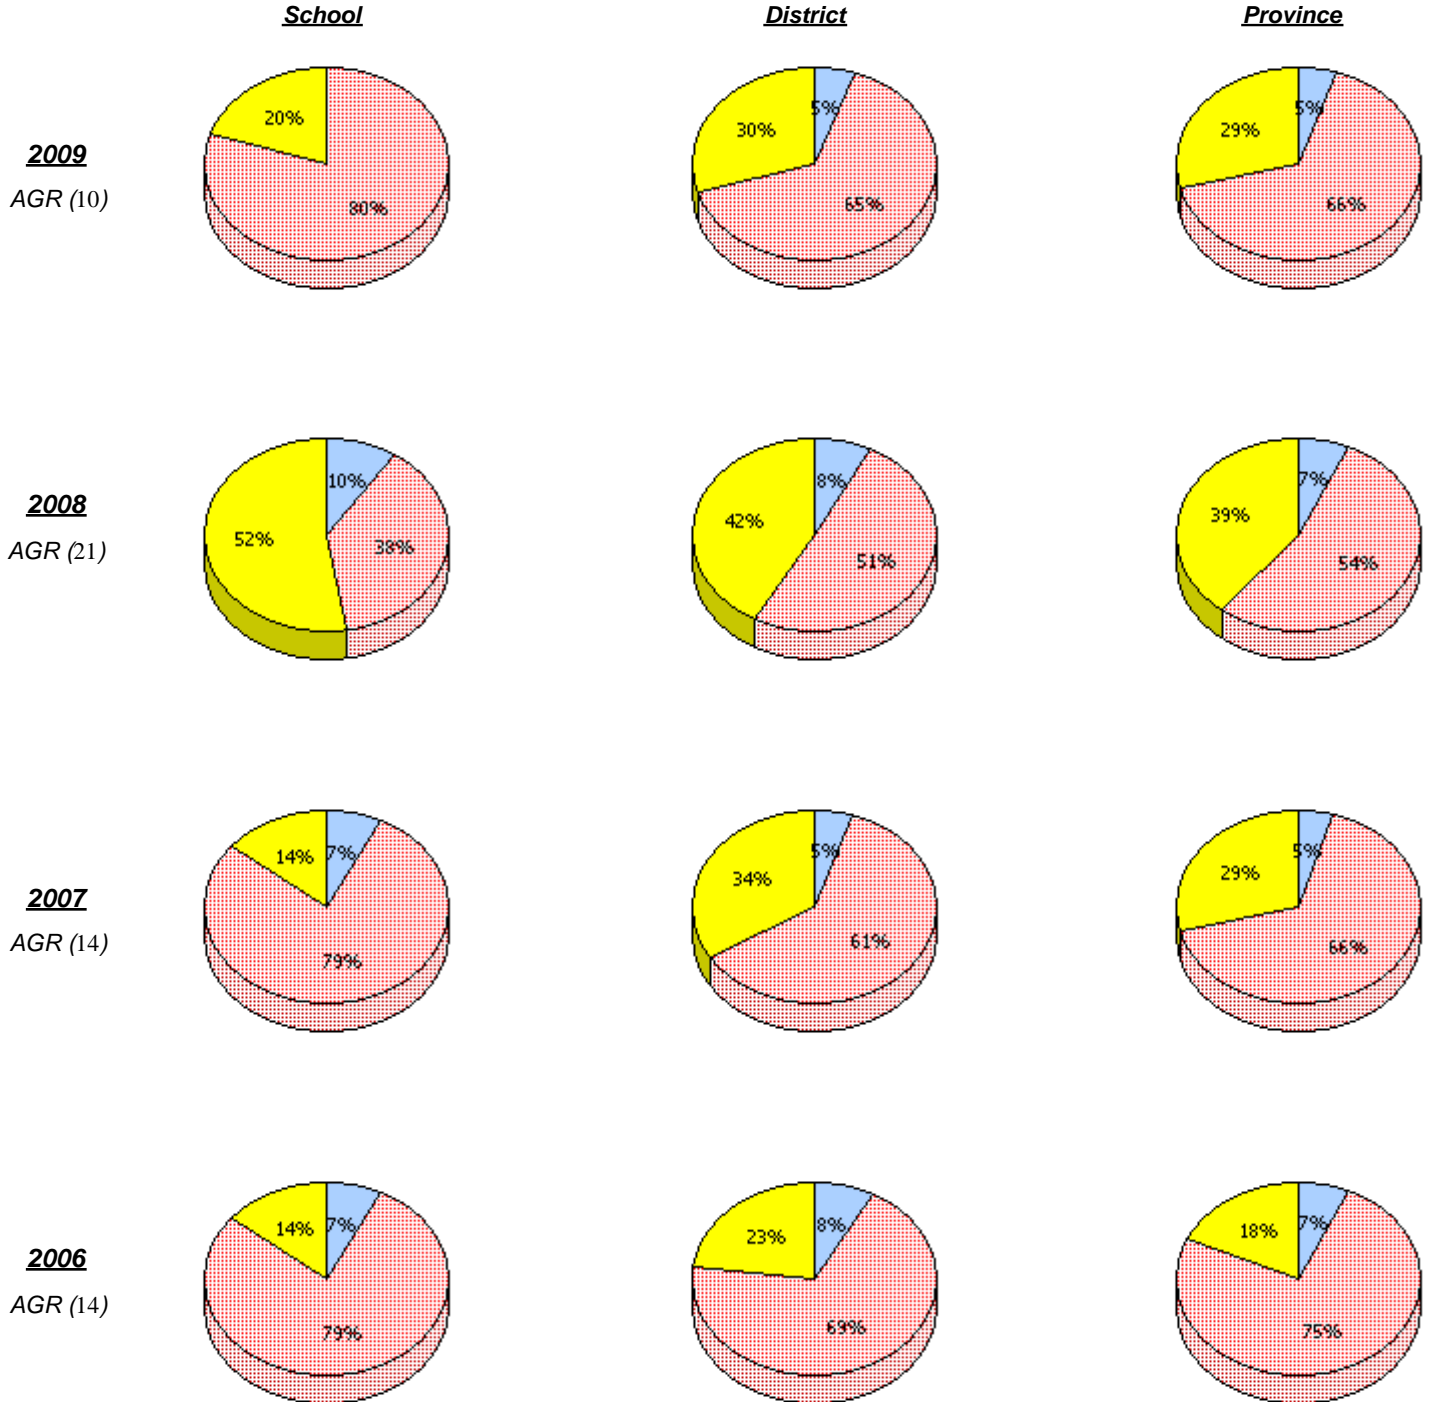 School District Province
20% 80% 30% 5% 65% 29% 5% 66%
2009
AGR (10)
52% 10% 38% 42% 8% 51% 39% 7% 54%
2008
AGR (21)
14% 7% 79% 34% 5% 61% 29% 5% 66%
2007
AGR (14)
14% 7% 79% 23% 8% 69% 18% 7% 75%
2006
AGR (14)